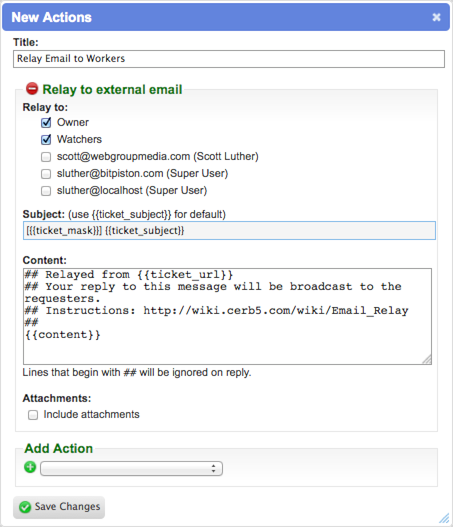 New Actions
Title:
Relay Email to Workers
Relay to external email
Relay to:
Owner
Watchers
scott@webgroupmedia.com (Scott Luther)
sluther@bitpiston.com (Super User)
sluther@localhost (Super User)
Subject: (use {{ticket_subject}} for default)
[{{ticket_mask}}] {{ticket_subject}}
Content:
## Relayed from {{ticket_url}}
## Your reply to this message will be broadcast to the
requesters.
## Instructions: http://wiki.cerb5.com/wiki/Email_Relay
##
{{content}}
Lines that begin with ## will be ignored on reply.
Attachments:
Include attachments
Add Action
Save Changes